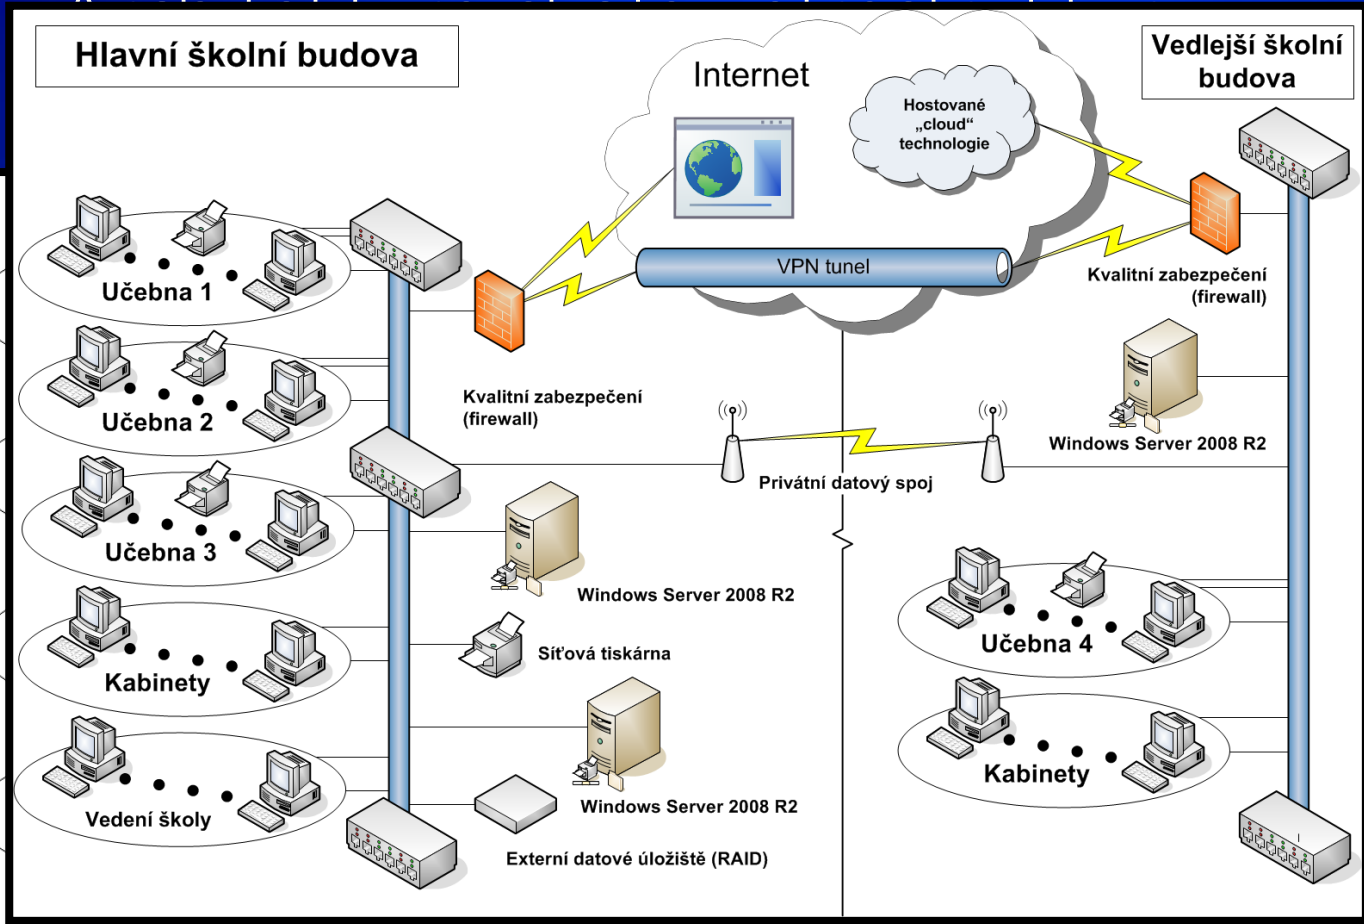 Hlavní školní budova
Internet
Hostované
„cloud“
technologie
Vedlejší školní
budova
VPN tunel
Kvalitní zabezpečení
(firewall)
Učebna 1
Učebna 2
Kvalitní zabezpečení
(firewall)
Windows Server 2008 R2
Privátní datový spoj
Učebna 3
Windows Server 2008 R2
Síťová tiskárna
Kabinety
Učebna 4
Kabinety
Windows Server 2008 R2
Vedení školy
Externí datové úložiště (RAID)